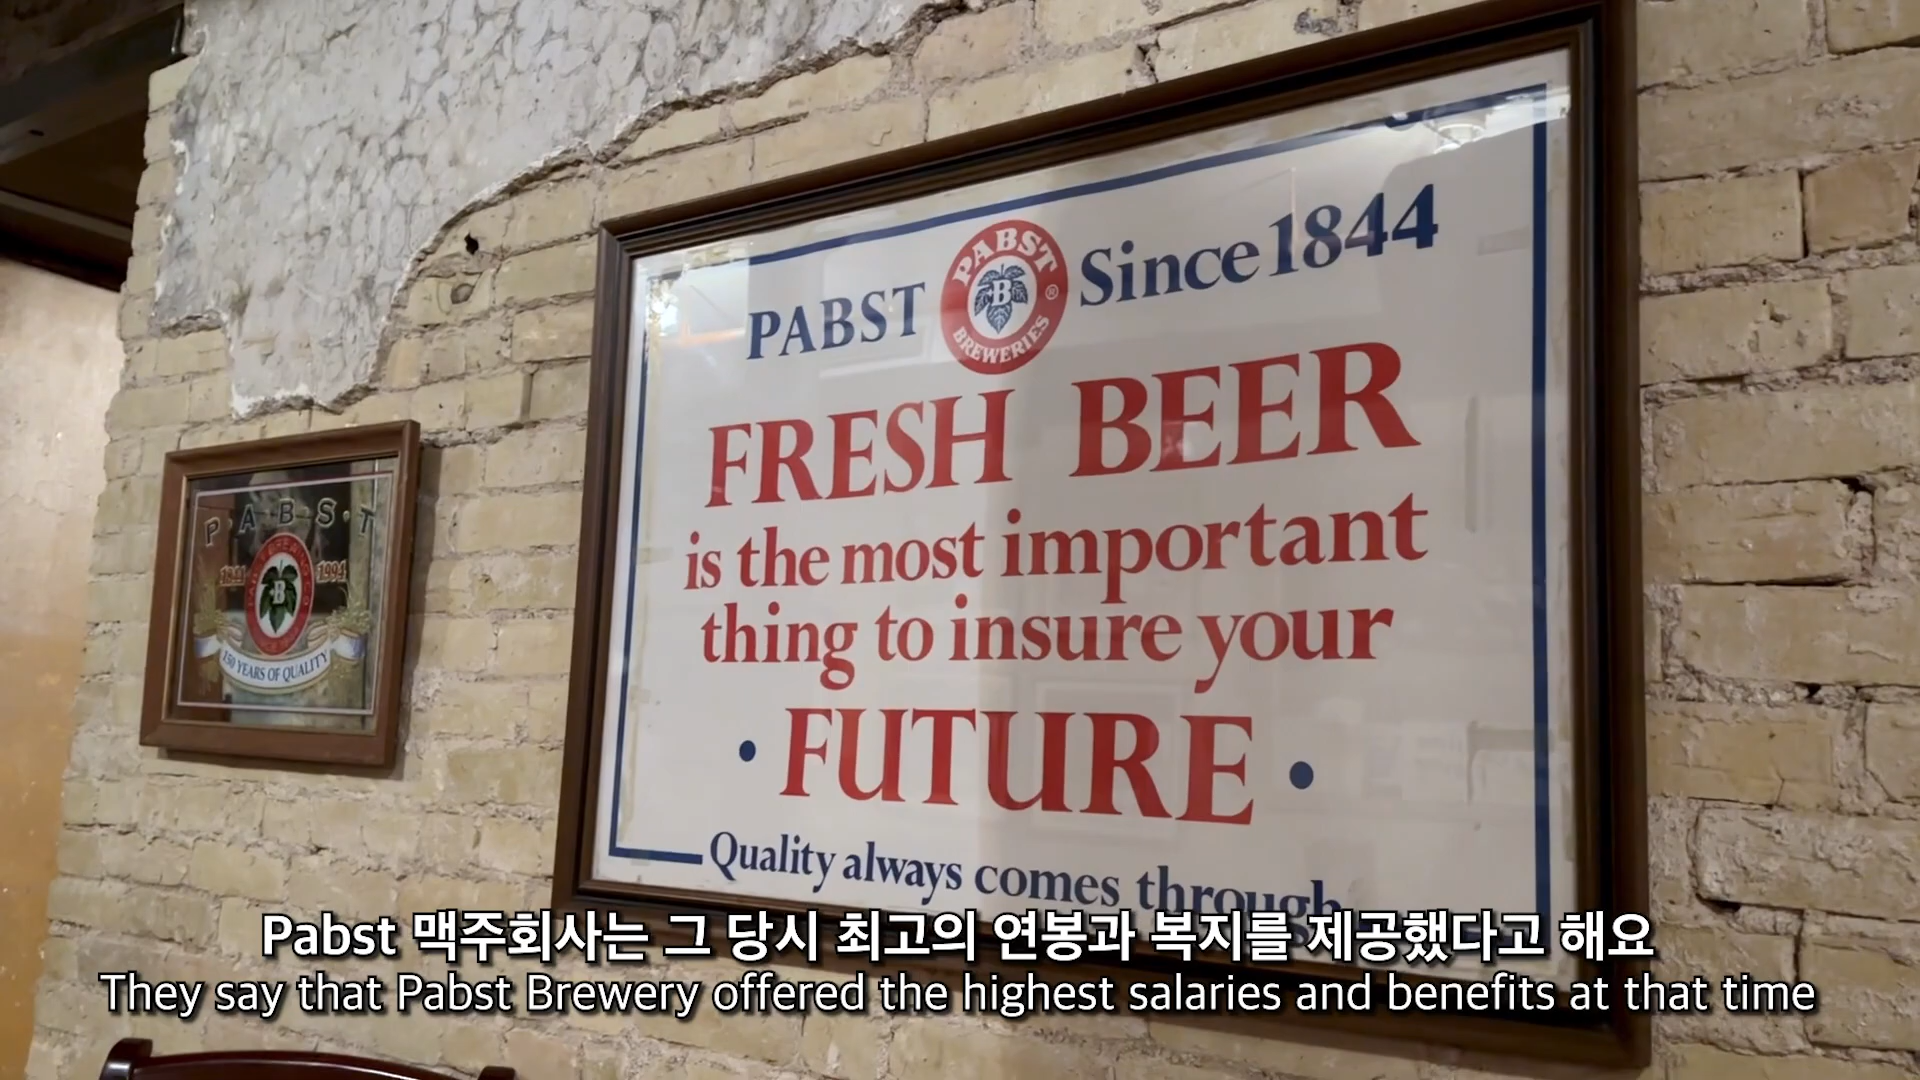 PABST
PABST
BREWERIES
B
®
Since 1844
FRESH BEER
is the most important
thing to insure your
• FUTURE •
Quality always comes through
P·A·B·S·T
1844
1994
B
150 YEARS OF QUALITY
Pabst 맥주회사는 그 당시 최고의 연봉과 복지를 제공했다고 해요
They say that Pabst Brewery offered the highest salaries and benefits at that time